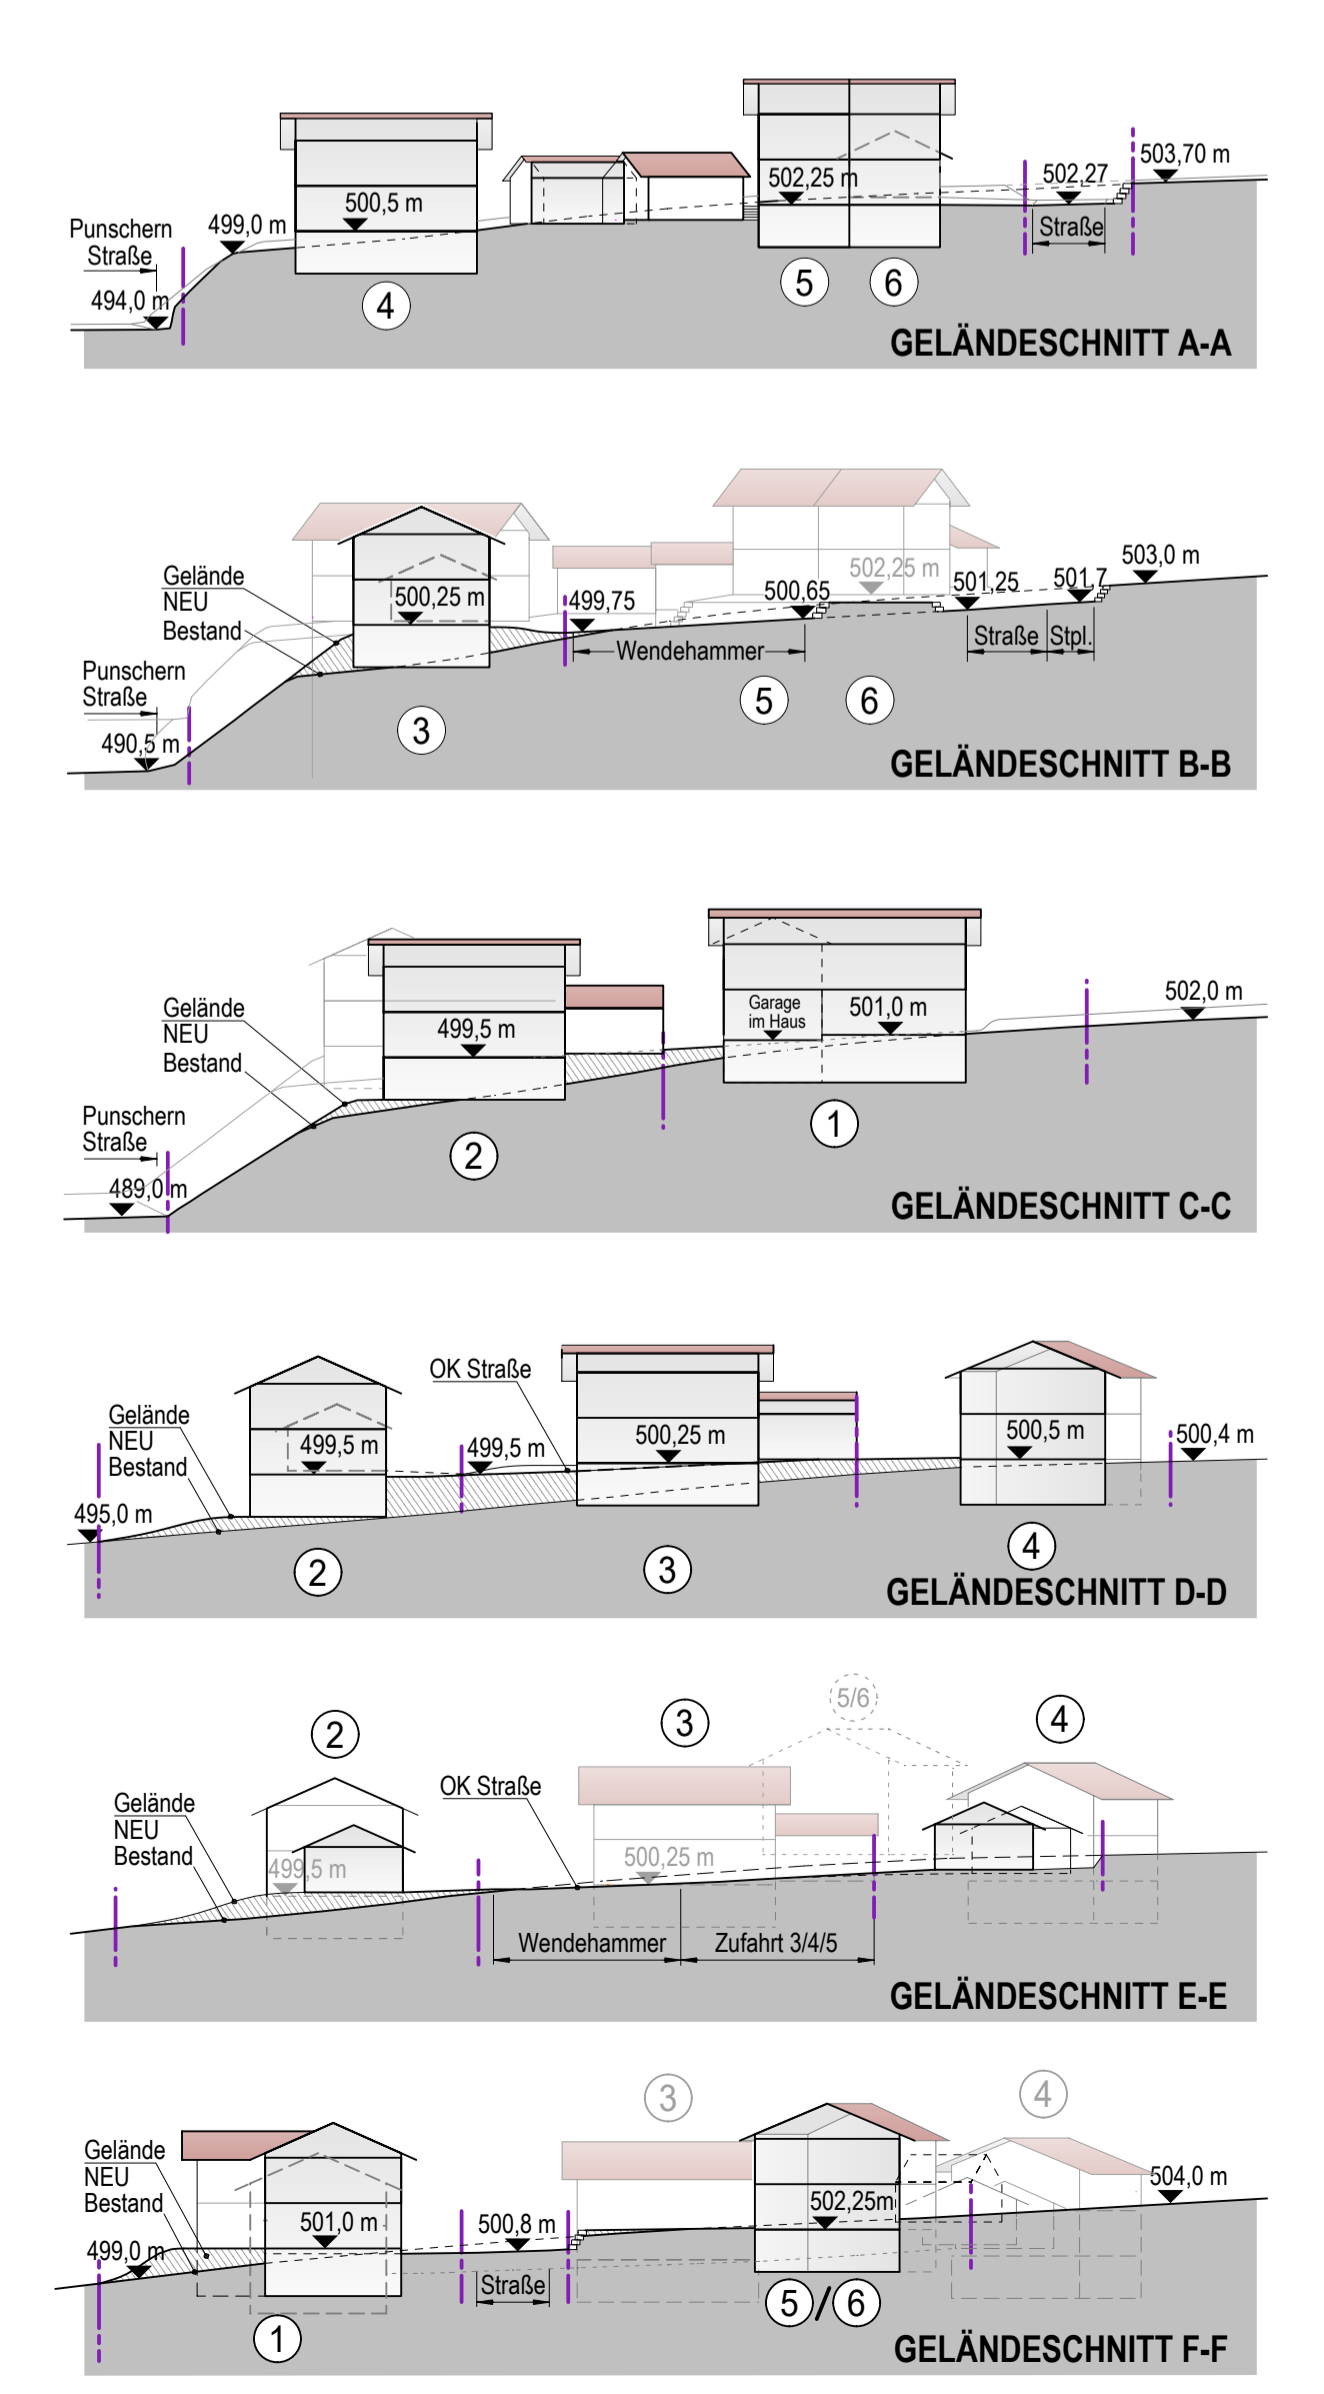 503,70 m
502,25 m
502,27
500,5 m
Punschern
Straße
499,0 m
Straße
494,0 m
4
5
6
GELÄNDESCHNITT A-A
503,0 m
502,25 m
501,25
501,7
Gelände
NEU
Bestand
500,25 m
499,75
500,65
Wendehammer
Straße
Stpl.
Punschern
Straße
490,5 m
3
5
6
GELÄNDESCHNITT B-B
502,0 m
Gelände
NEU
Bestand
499,5 m
Garage
im Haus
501,0 m
Punschern
Straße
489,0 m
2
1
GELÄNDESCHNITT C-C
OK Straße
Gelände
NEU
Bestand
499,5 m
499,5 m
500,25 m
500,5 m
500,4 m
495,0 m
2
3
4
GELÄNDESCHNITT D-D
5/6
2
3
4
OK Straße
Gelände
NEU
Bestand
499,5 m
500,25 m
Wendehammer
Zufahrt 3/4/5
GELÄNDESCHNITT E-E
3
4
Gelände
NEU
Bestand
504,0 m
501,0 m
500,8 m
502,25m
499,0 m
Straße
1
5/6
GELÄNDESCHNITT F-F